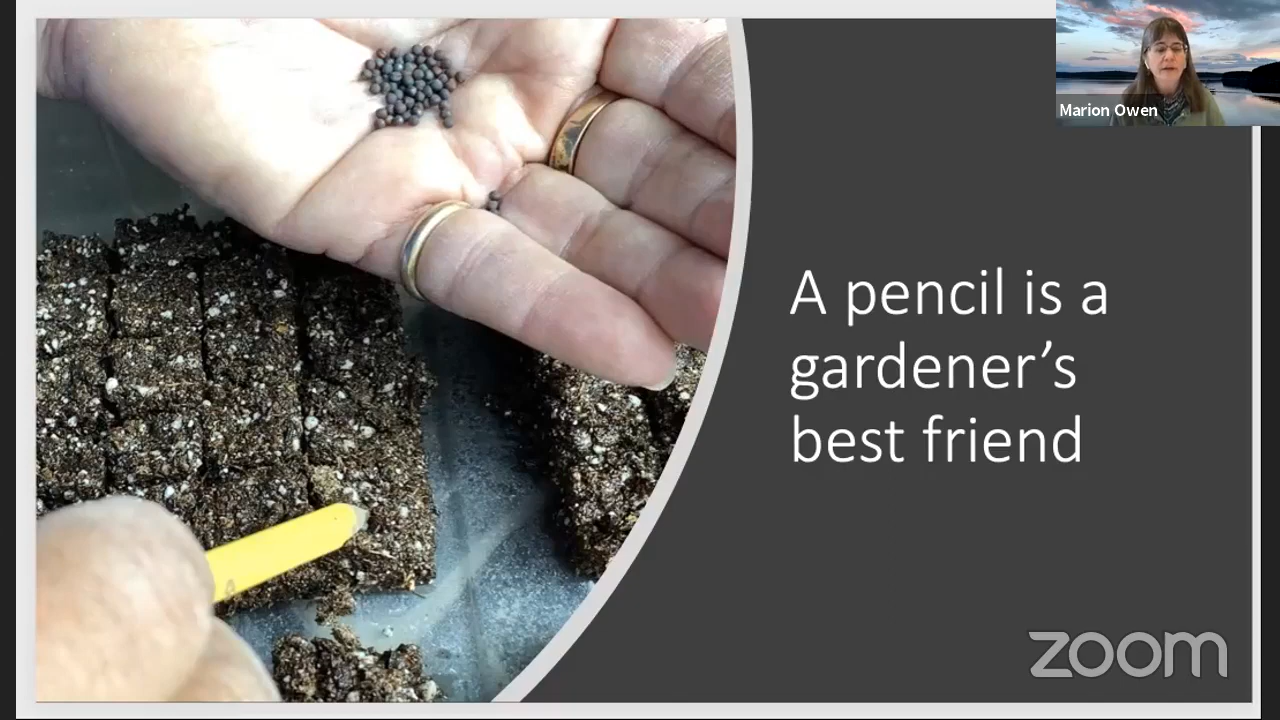 Marion Owen
A pencil is a
gardener's
best friend
zoom